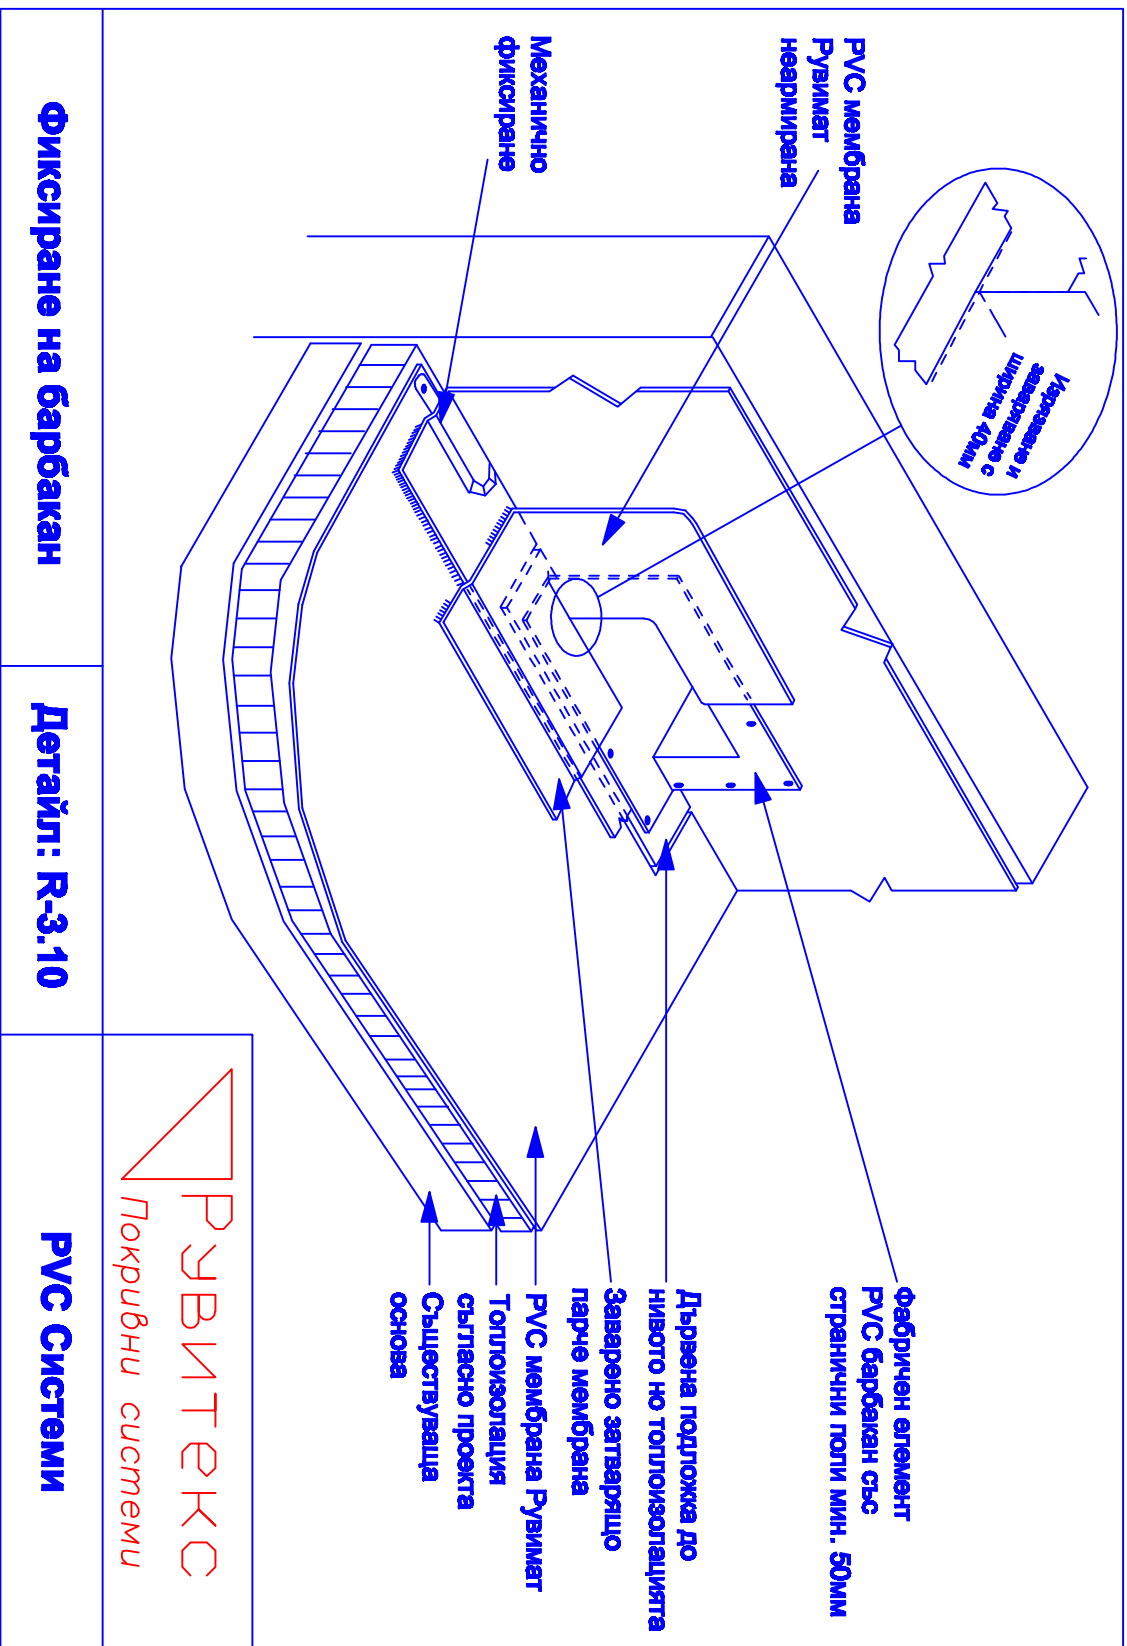 Изрязване и
заваряване с
ширина 40мм
PVC мембрана
Рувимат
неармирана
Механично
фиксиране
фабричен елемент
PVC барбакан със
странични поли мин. 50мм
Дървена подложка до
нивото но топлоизолацията
Заварено затварящо
парче мембрана
PVC мембрана Рувимат
Топлоизолация
съгласно проекта
Съществуваща
основа
РУВИТЕКС
Покривни системи
Фиксиране на барбакан
Детайл: R-3.10
PVC Системи